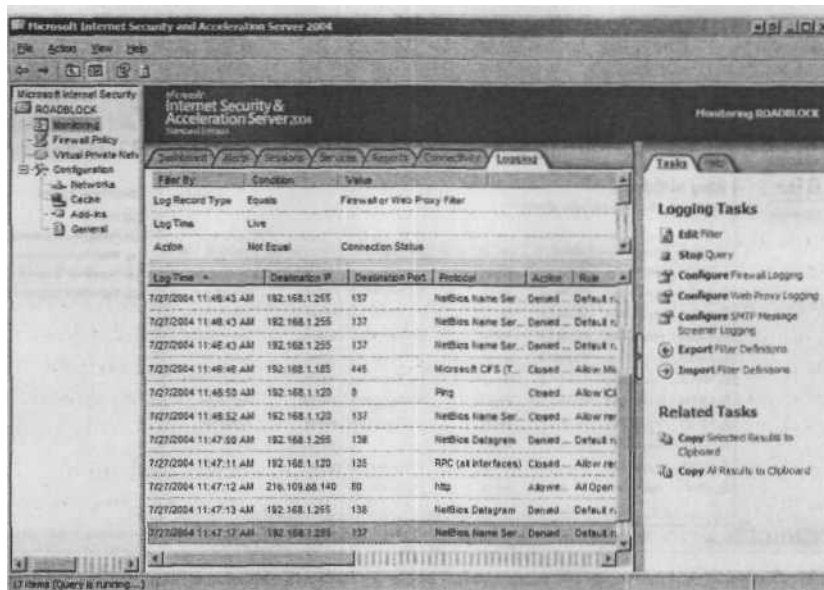 Microsoft Internet Security and Acceleration Server 2004
File Action View Help
Microsoft Internet Security
ROADBLOCK
Monitoring
Firewall Policy
Virtual Private Netw
Configuration
Networks
Cache
Add-ins
General
Microsoft
Internet Security &
Acceleration Server 2004
Standard Edition
Monitoring ROADBLOCK
Dashboard Alerts Sessions Services Reports Connectivity Logging
Filter By Condition Value
Log Record Type Equals Firewall or Web Proxy Filter
Log Time Live
Action Not Equal Connection Status
Log Time Destination IP Destination Port Protocol Action Rule
7/27/2004 11:46:43 AM 192.168.1.255 137 NetBios Name Ser... Denied ... Default r
7/27/2004 11:46:43 AM 192.168.1.255 137 NetBios Name Ser... Denied ... Default r
7/27/2004 11:46:43 AM 192.168.1.255 137 NetBios Name Ser... Denied ... Default r
7/27/2004 11:46:46 AM 192.168.1.185 445 Microsoft CIFS (T... Closed ... Allow Mic
7/27/2004 11:46:50 AM 192.168.1.120 Ping Closed ... Allow ICM
7/27/2004 11:46:52 AM 192.168.1.120 137 NetBios Name Ser... Closed ... Allow rem
7/27/2004 11:47:00 AM 192.168.1.255 138 NetBios Datagram Denied ... Default r
7/27/2004 11:47:11 AM 192.168.1.120 135 RPC (all interfaces) Closed ... Allow rem
7/27/2004 11:47:12 AM 216.109.88.140 80 http Allowe... All Open
7/27/2004 11:47:13 AM 192.168.1.255 138 NetBios Datagram Denied ... Default r
7/27/2004 11:47:17 AM 192.168.1.255 137 NetBios Name Ser... Denied ... Default r
Tasks Help
Logging Tasks
Edit Filter
Stop Query
Configure Firewall Logging
Configure Web Proxy Logging
Configure SMTP Message
Screener Logging
Export Filter Definitions
Import Filter Definitions
Related Tasks
Copy Selected Results to
Clipboard
Copy All Results to Clipboard
17 items (Query is running...)